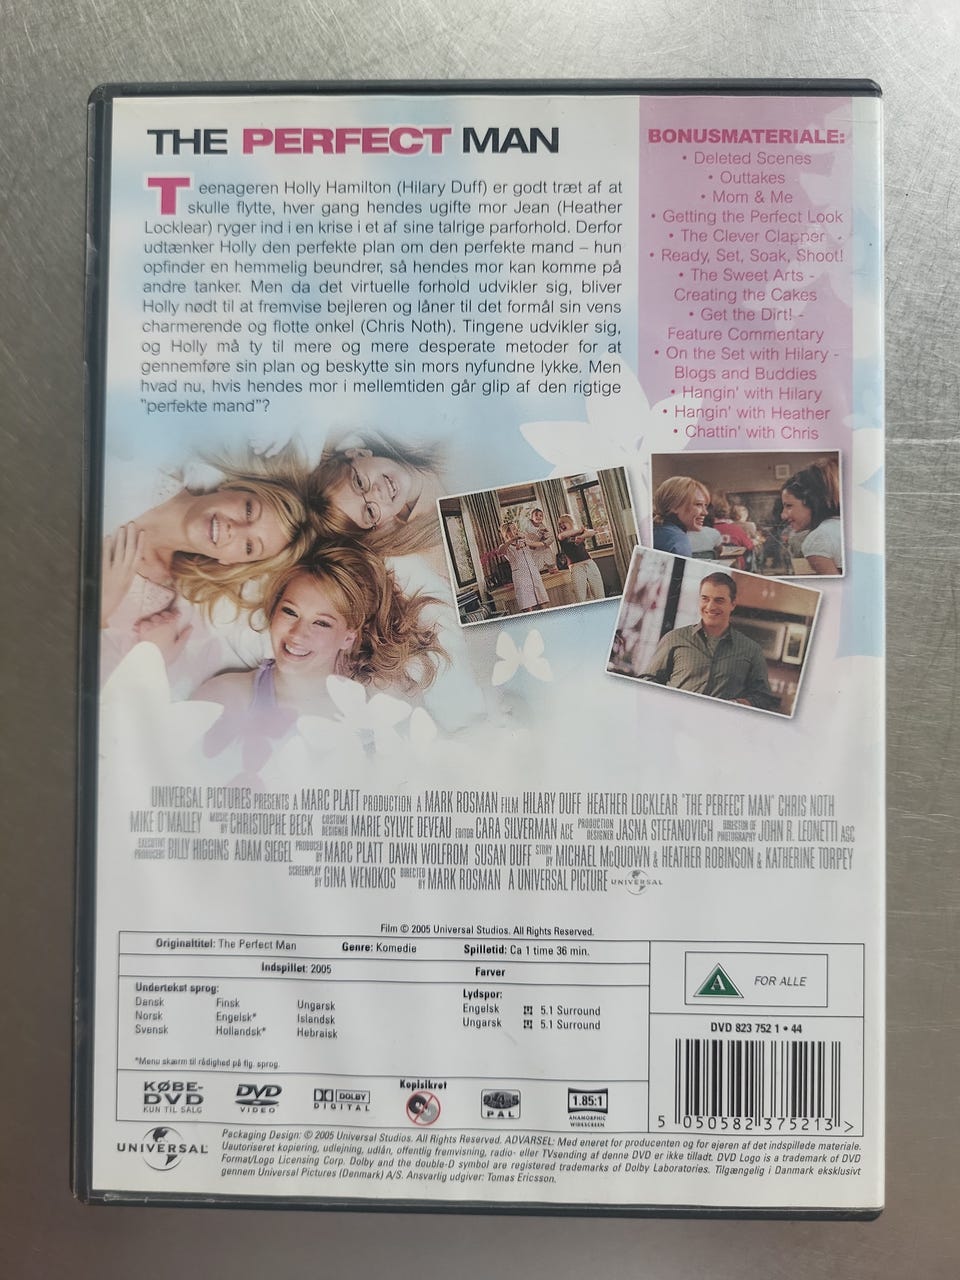 THE PERFECT MAN
Teenageren Holly Hamilton (Hilary Duff) er godt træt af at
skulle flytte, hver gang hendes ugifte mor Jean (Heather
Locklear) ryger ind i en krise i et af sine talrige parforhold. Derfor
udtænker Holly den perfekte plan om den perfekte mand – hun
opfinder en hemmelig beundrer, så hendes mor kan komme på
andre tanker. Men da det virtuelle forhold udvikler sig, bliver
Holly nødt til at fremvise bejleren og låner til det formål sin vens
charmerende og flotte onkel (Chris Noth). Tingene udvikler sig,
og Holly må ty til mere og mere desperate metoder for at
gennemføre sin plan og beskytte sin mors nyfundne lykke. Men
hvad nu, hvis hendes mor i mellemtiden går glip af den rigtige
"perfekte mand"?
BONUSMATERIALE:
• Deleted Scenes
• Outtakes
• Mom & Me
• Getting the Perfect Look
• The Clever Clapper
• Ready, Set, Soak, Shoot!
• The Sweet Arts -
Creating the Cakes
• Get the Dirt! -
Feature Commentary
• On the Set with Hilary -
Blogs and Buddies
• Hangin' with Hilary
• Hangin' with Heather
• Chattin' with Chris
UNIVERSAL PICTURES PRESENTS A MARC PLATT PRODUCTION A MARK ROSMAN FILM HILARY DUFF HEATHER LOCKLEAR "THE PERFECT MAN" CHRIS NOTH
MIKE O'MALLEY MUSIC BY CHRISTOPHE BECK COSTUME DESIGNER MARIE SYLVIE DEVEAU EDITOR CARA SILVERMAN ACE PRODUCTION DESIGNER JASNA STEFANOVICH DIRECTOR OF PHOTOGRAPHY JOHN R. LEONETTI ASC
EXECUTIVE PRODUCERS BILLY HIGGINS ADAM SIEGEL PRODUCED BY MARC PLATT DAWN WOLFROM SUSAN DUFF STORY BY MICHAEL McQUOWN & HEATHER ROBINSON & KATHERINE TORPEY
SCREENPLAY BY GINA WENDKOS DIRECTED BY MARK ROSMAN A UNIVERSAL PICTURE UNIVERSAL
Film © 2005 Universal Studios. All Rights Reserved.
Originaltitel: The Perfect Man Genre: Komedie Spilletid: Ca 1 time 36 min.
Indspillet: 2005 Farver
Undertekst sprog:
Dansk Finsk Ungarsk
Norsk Engelsk* Islandsk
Svensk Hollandsk* Hebraisk
*Menu skærm til rådighed på flg. sprog.
Lydspor:
Engelsk 5.1 Surround
Ungarsk 5.1 Surround
A FOR ALLE
DVD 823 752 1 • 44
5 050582 375213 >
KØBE-
DVD
KUN TIL SALG
DVD
VIDEO
DOLBY
DIGITAL
Kopisikret
2 4 5
PAL
1.85:1
ANAMORPHIC
WIDESCREEN
UNIVERSAL
Packaging Design: © 2005 Universal Studios. All Rights Reserved. ADVARSEL: Med eneret for producenten og for ejeren af det indspillede materiale.
Uautoriseret kopiering, udlejning, udlån, offentlig fremvisning, radio- eller TVsending af denne DVD er ikke tilladt. DVD Logo is a trademark of DVD
Format/Logo Licensing Corp. Dolby and the double-D symbol are registered trademarks of Dolby Laboratories. Tilgængelig i Danmark eksklusivt
gennem Universal Pictures (Denmark) A/S. Ansvarlig udgiver: Tomas Ericsson.